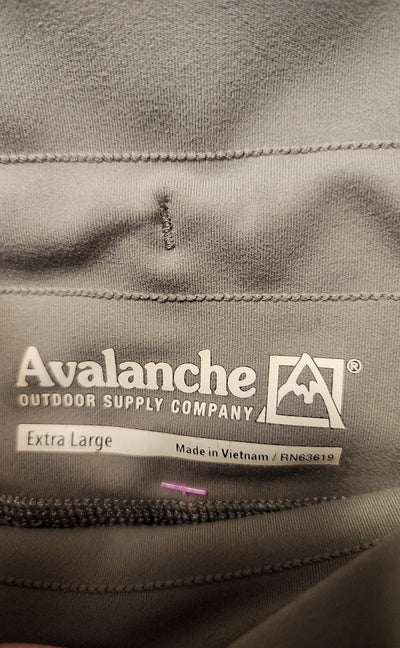 Avalanche®
OUTDOOR SUPPLY COMPANY
Extra Large
Made in Vietnam / RN63619